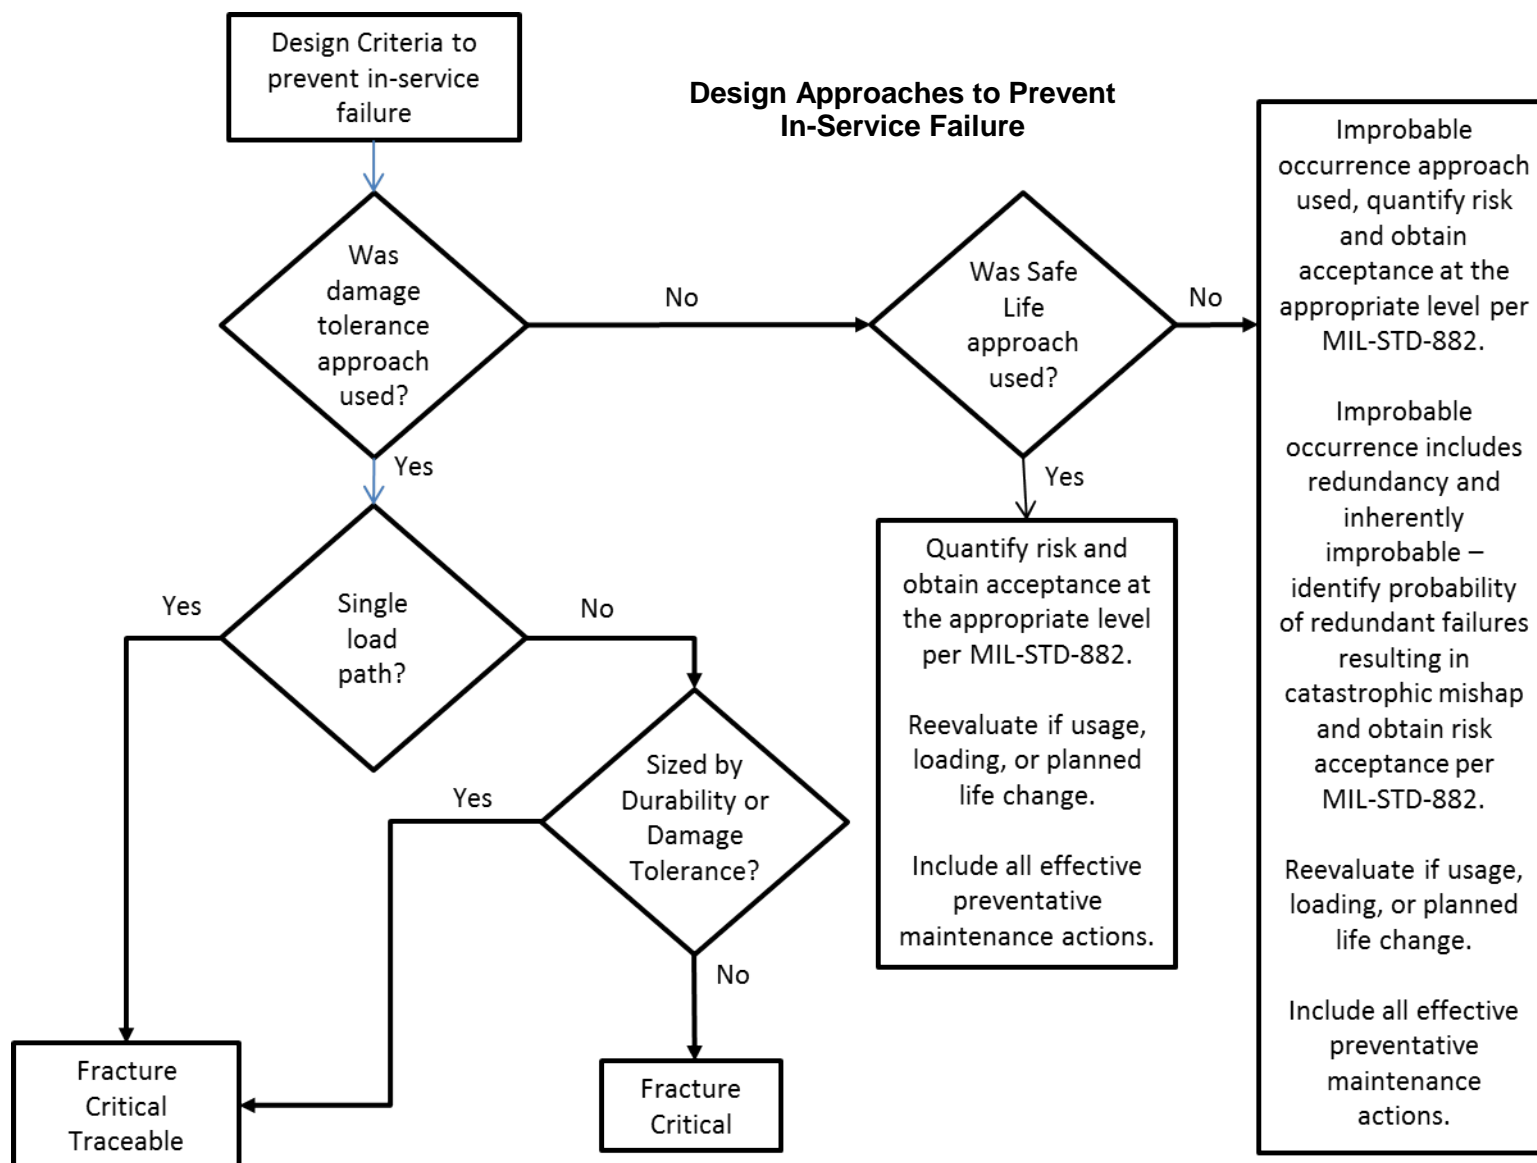 Design Criteria to
prevent in-service
failure
Design Approaches to Prevent
In-Service Failure
Was
damage
tolerance
approach
used?
No
Was Safe
Life
approach
used?
No
Improbable
occurrence approach
used, quantify risk
and obtain
acceptance at the
appropriate level per
MIL-STD-882.
Improbable
occurrence includes
redundancy and
inherently
improbable –
identify probability
of redundant failures
resulting in
catastrophic mishap
and obtain risk
acceptance per
MIL-STD-882.
Reevaluate if usage,
loading, or planned
life change.
Include all effective
preventative
maintenance
actions.
Yes
Yes
Quantify risk and
obtain acceptance at
the appropriate level
per MIL-STD-882.
Reevaluate if usage,
loading, or planned
life change.
Include all effective
preventative
maintenance actions.
Yes
Single
load
path?
No
Yes
Sized by
Durability or
Damage
Tolerance?
No
Fracture
Critical
Traceable
Fracture
Critical